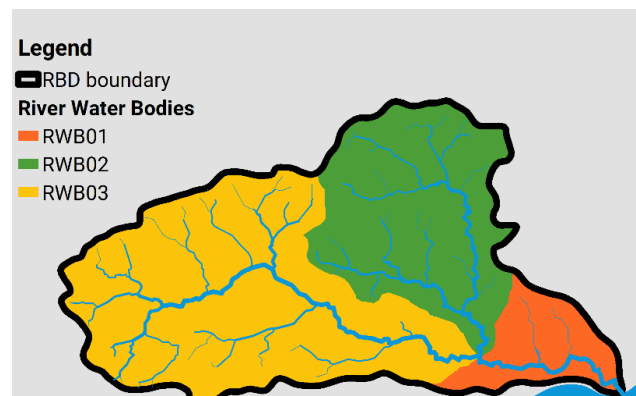 Legend
RBD boundary
River Water Bodies
RWB01
RWB02
RWB03